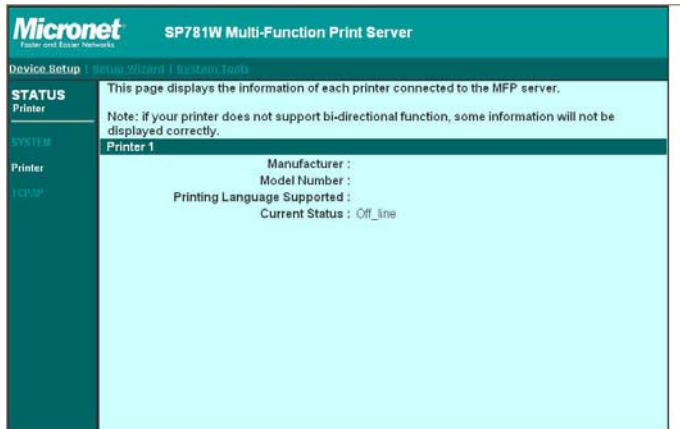 Micronet
Faster and Easier Networks
SP781W Multi-Function Print Server
Device Setup | Setup Wizard | System Tools
STATUS
Printer
SYSTEM
Printer
TCP/IP
This page displays the information of each printer connected to the MFP server.
Note: if your printer does not support bi-directional function, some information will not be
displayed correctly.
Printer 1
Manufacturer :
Model Number :
Printing Language Supported :
Current Status : Off_line